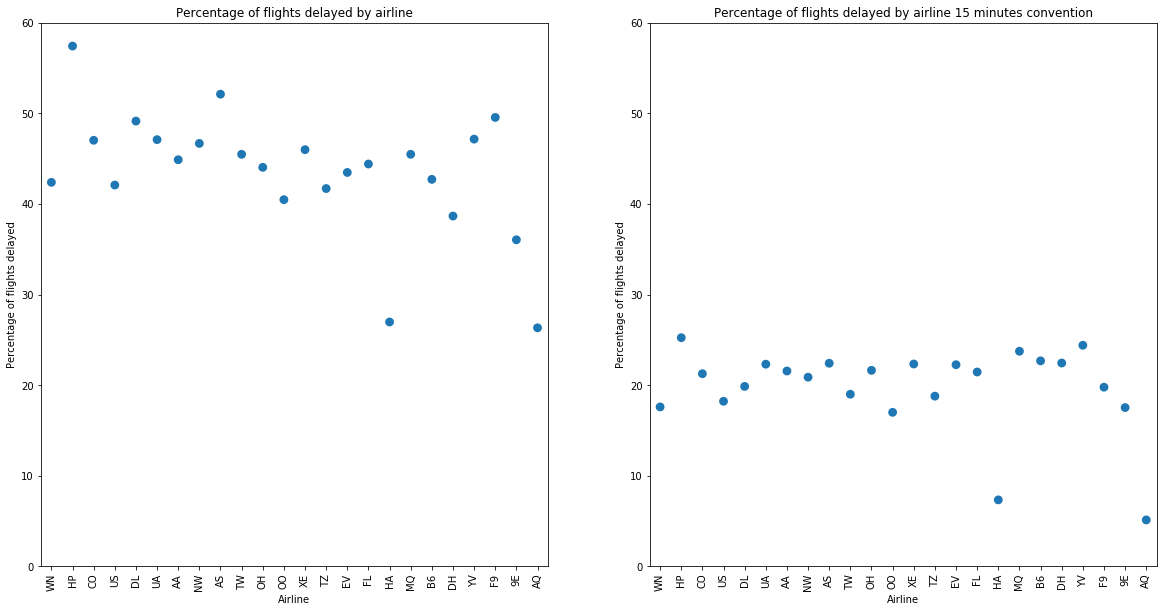 Percentage of flights delayed by airline
Percentage of flights delayed
60
50
40
30
20
10
0
WN HP CO US DL UA AA NW AS TW OH OO XE TZ EV FL HA MQ B6 DH YV F9 9E AQ
Airline
Percentage of flights delayed by airline 15 minutes convention
Percentage of flights delayed
60
50
40
30
20
10
0
WN HP CO US DL UA AA NW AS TW OH OO XE TZ EV FL HA MQ B6 DH YV F9 9E AQ
Airline